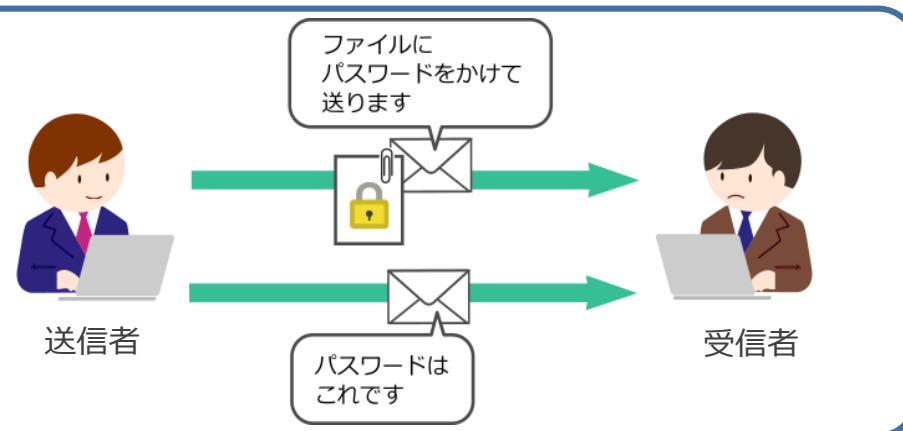 ファイルに
パスワードをかけて
送ります
送信者
受信者
パスワードは
これです